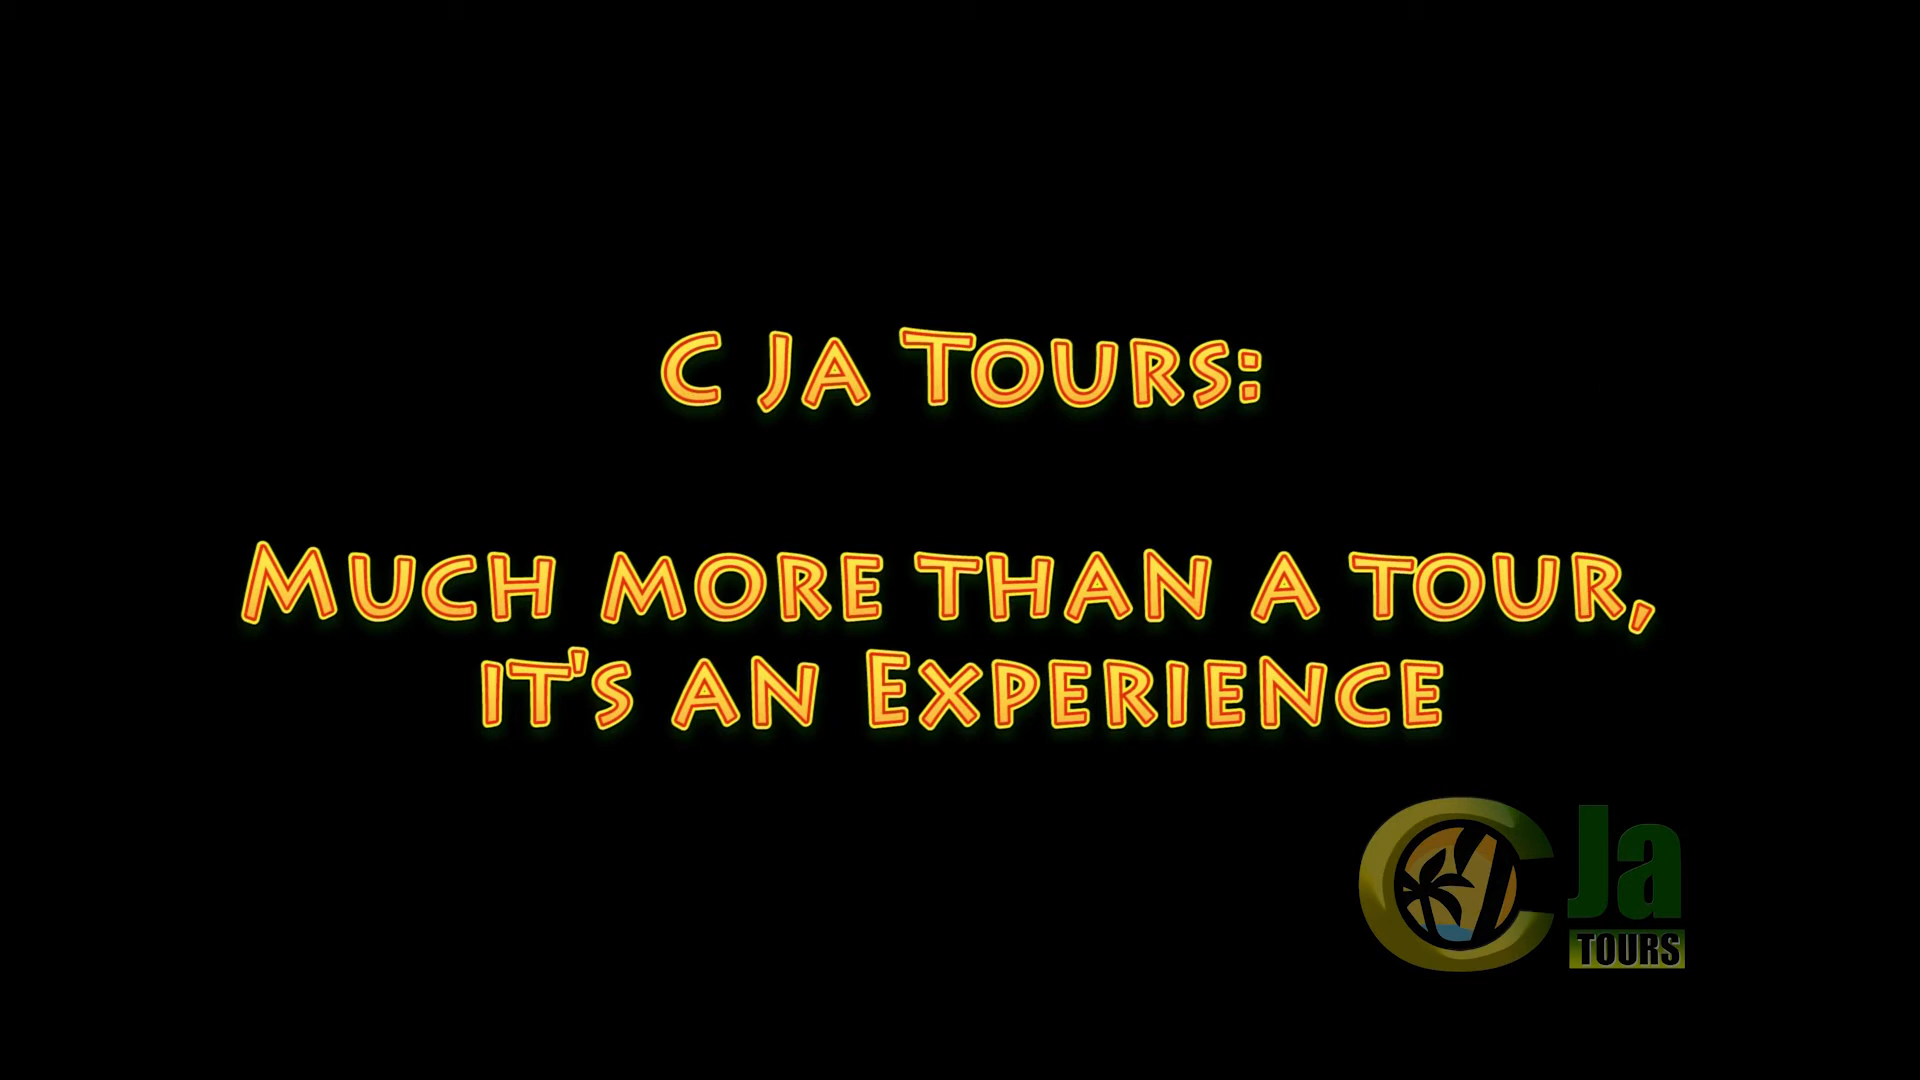 C Ja Tours:
Much more than a tour,
it's an Experience
C Ja
TOURS